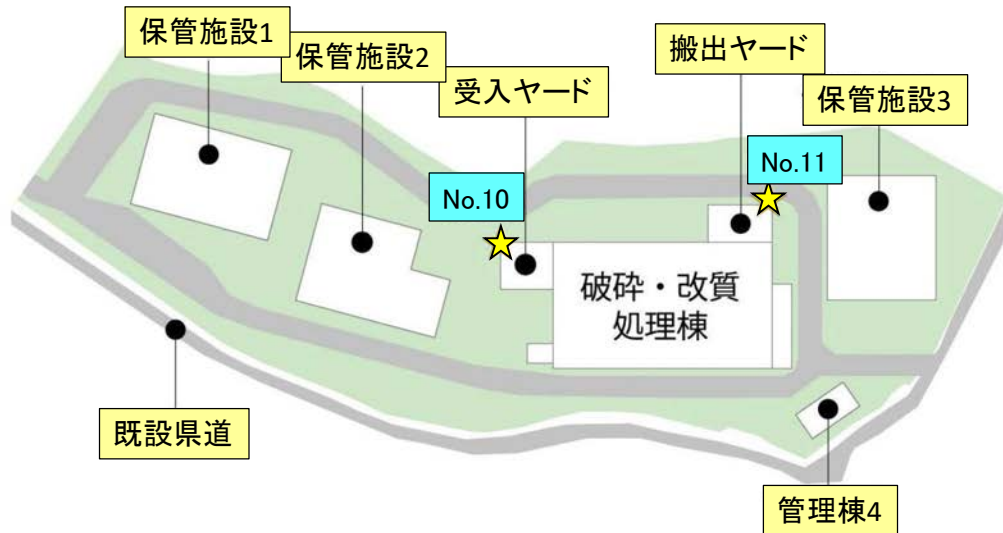 保管施設1
保管施設2
受入ヤード
搬出ヤード
保管施設3
No.10
No.11
破砕・改質
処理棟
既設県道
管理棟4